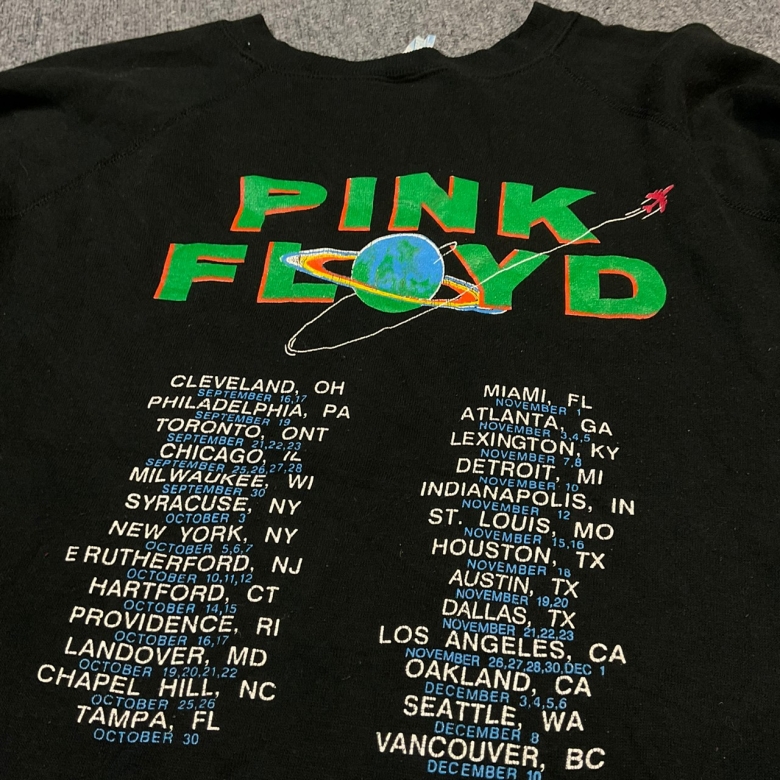 PINK
FLOYD
CLEVELAND, OH
SEPTEMBER 16,17
PHILADELPHIA, PA
SEPTEMBER 19
TORONTO, ONT
SEPTEMBER 21,22,23
CHICAGO, IL
SEPTEMBER 25,26,27,28
MILWAUKEE, WI
SEPTEMBER 30
SYRACUSE, NY
OCTOBER 3
NEW YORK, NY
OCTOBER 5,6,7
E RUTHERFORD, NJ
OCTOBER 10,11,12
HARTFORD, CT
OCTOBER 14,15
PROVIDENCE, RI
OCTOBER 16,17
LANDOVER, MD
OCTOBER 19,20,21,22
CHAPEL HILL, NC
OCTOBER 25,26
TAMPA, FL
OCTOBER 30
MIAMI, FL
NOVEMBER 1
ATLANTA, GA
NOVEMBER 3,4,5
LEXINGTON, KY
NOVEMBER 7,8
DETROIT, MI
NOVEMBER 10
INDIANAPOLIS, IN
NOVEMBER 12
ST. LOUIS, MO
NOVEMBER 15,16
HOUSTON, TX
NOVEMBER 18
AUSTIN, TX
NOVEMBER 19,20
DALLAS, TX
NOVEMBER 21,22,23
LOS ANGELES, CA
NOVEMBER 26,27,28,30,DEC 1
OAKLAND, CA
DECEMBER 3,4,5,6
SEATTLE, WA
DECEMBER 8
VANCOUVER, BC
DECEMBER 10